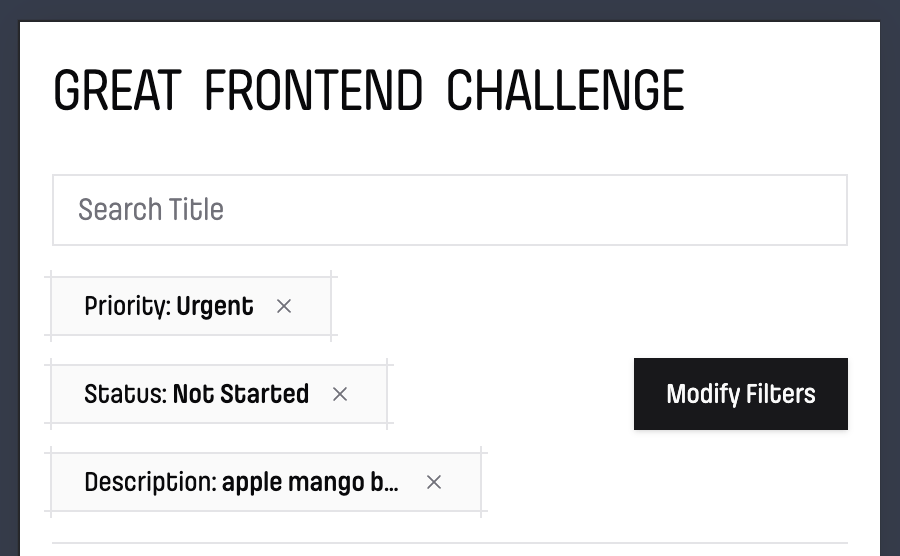 GREAT FRONTEND CHALLENGE
Search Title
Priority: Urgent
Status: Not Started
Modify Filters
Description: apple mango b...